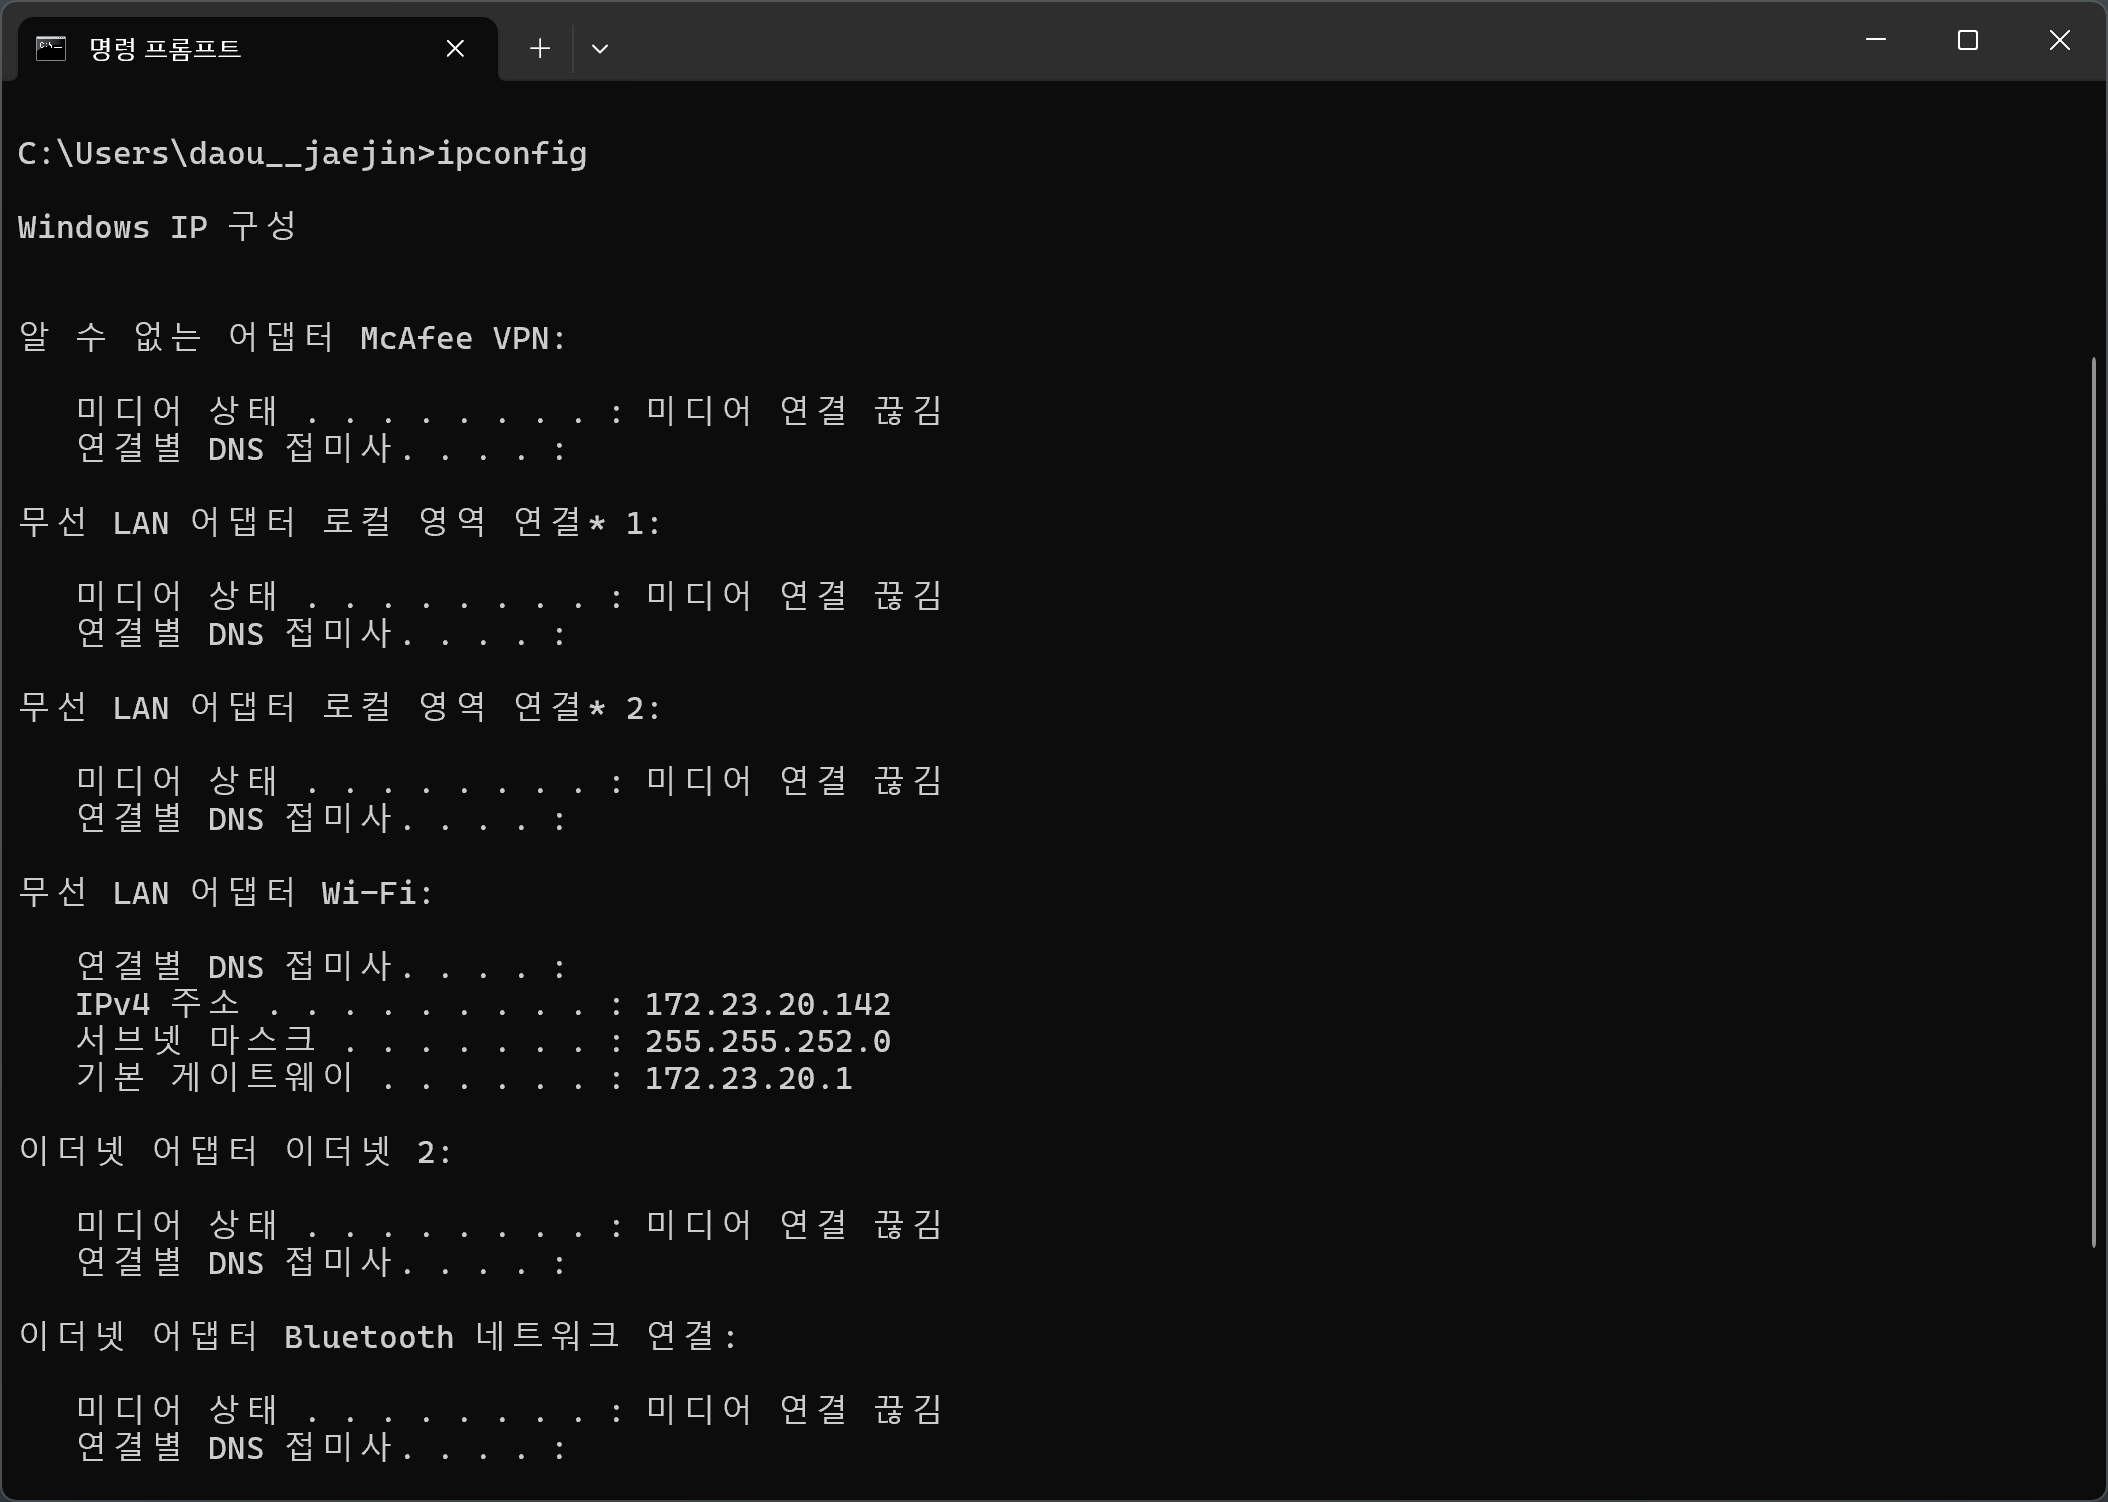 명령 프롬프트
C:\Users\daou__jaejin>ipconfig
Windows IP 구성
알 수 없는 어댑터 McAfee VPN:
미디어 상태 . . . . . . . . : 미디어 연결 끊김
연결별 DNS 접미사. . . . :
무선 LAN 어댑터 로컬 영역 연결* 1:
미디어 상태 . . . . . . . . : 미디어 연결 끊김
연결별 DNS 접미사. . . . :
무선 LAN 어댑터 로컬 영역 연결* 2:
미디어 상태 . . . . . . . . : 미디어 연결 끊김
연결별 DNS 접미사. . . . :
무선 LAN 어댑터 Wi-Fi:
연결별 DNS 접미사. . . . :
IPv4 주소 . . . . . . . . . : 172.23.20.142
서브넷 마스크 . . . . . . . : 255.255.252.0
기본 게이트웨이 . . . . . . : 172.23.20.1
이더넷 어댑터 이더넷 2:
미디어 상태 . . . . . . . . : 미디어 연결 끊김
연결별 DNS 접미사. . . . :
이더넷 어댑터 Bluetooth 네트워크 연결:
미디어 상태 . . . . . . . . : 미디어 연결 끊김
연결별 DNS 접미사. . . . :